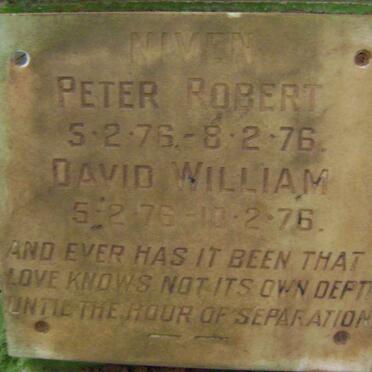 NIVEN
PETER ROBERT
5·2·76.-8·2·76.
DAVID WILLIAM
5·2·76-10·2·76.
AND EVER HAS IT BEEN THAT
LOVE KNOWS NOT ITS OWN DEPT
UNTIL THE HOUR OF SEPARATION